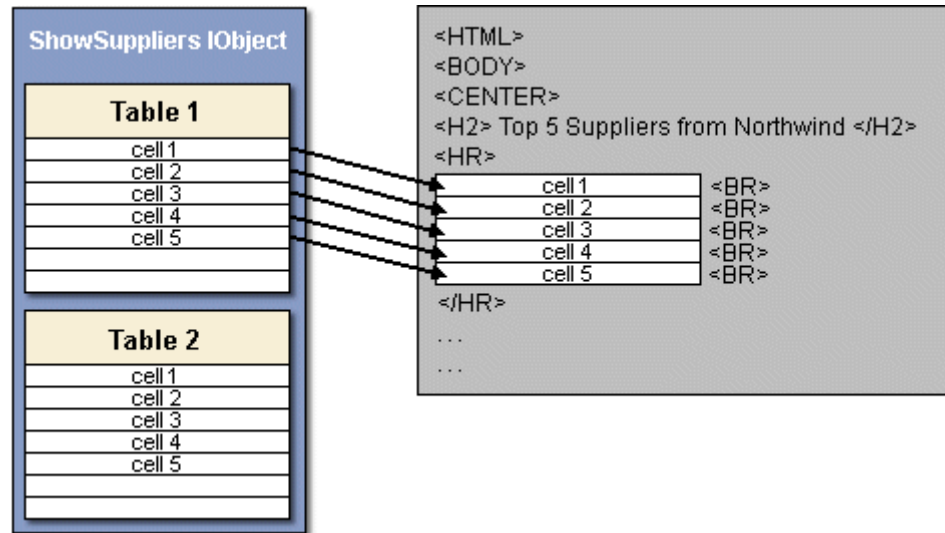 ShowSuppliers IObject
Table 1
cell 1
cell 2
cell 3
cell 4
cell 5
Table 2
cell 1
cell 2
cell 3
cell 4
cell 5
<HTML>
<BODY>
<CENTER>
<H2> Top 5 Suppliers from Northwind </H2>
<HR>
cell 1 <BR>
cell 2 <BR>
cell 3 <BR>
cell 4 <BR>
cell 5 <BR>
</HR>
. . .
. . .